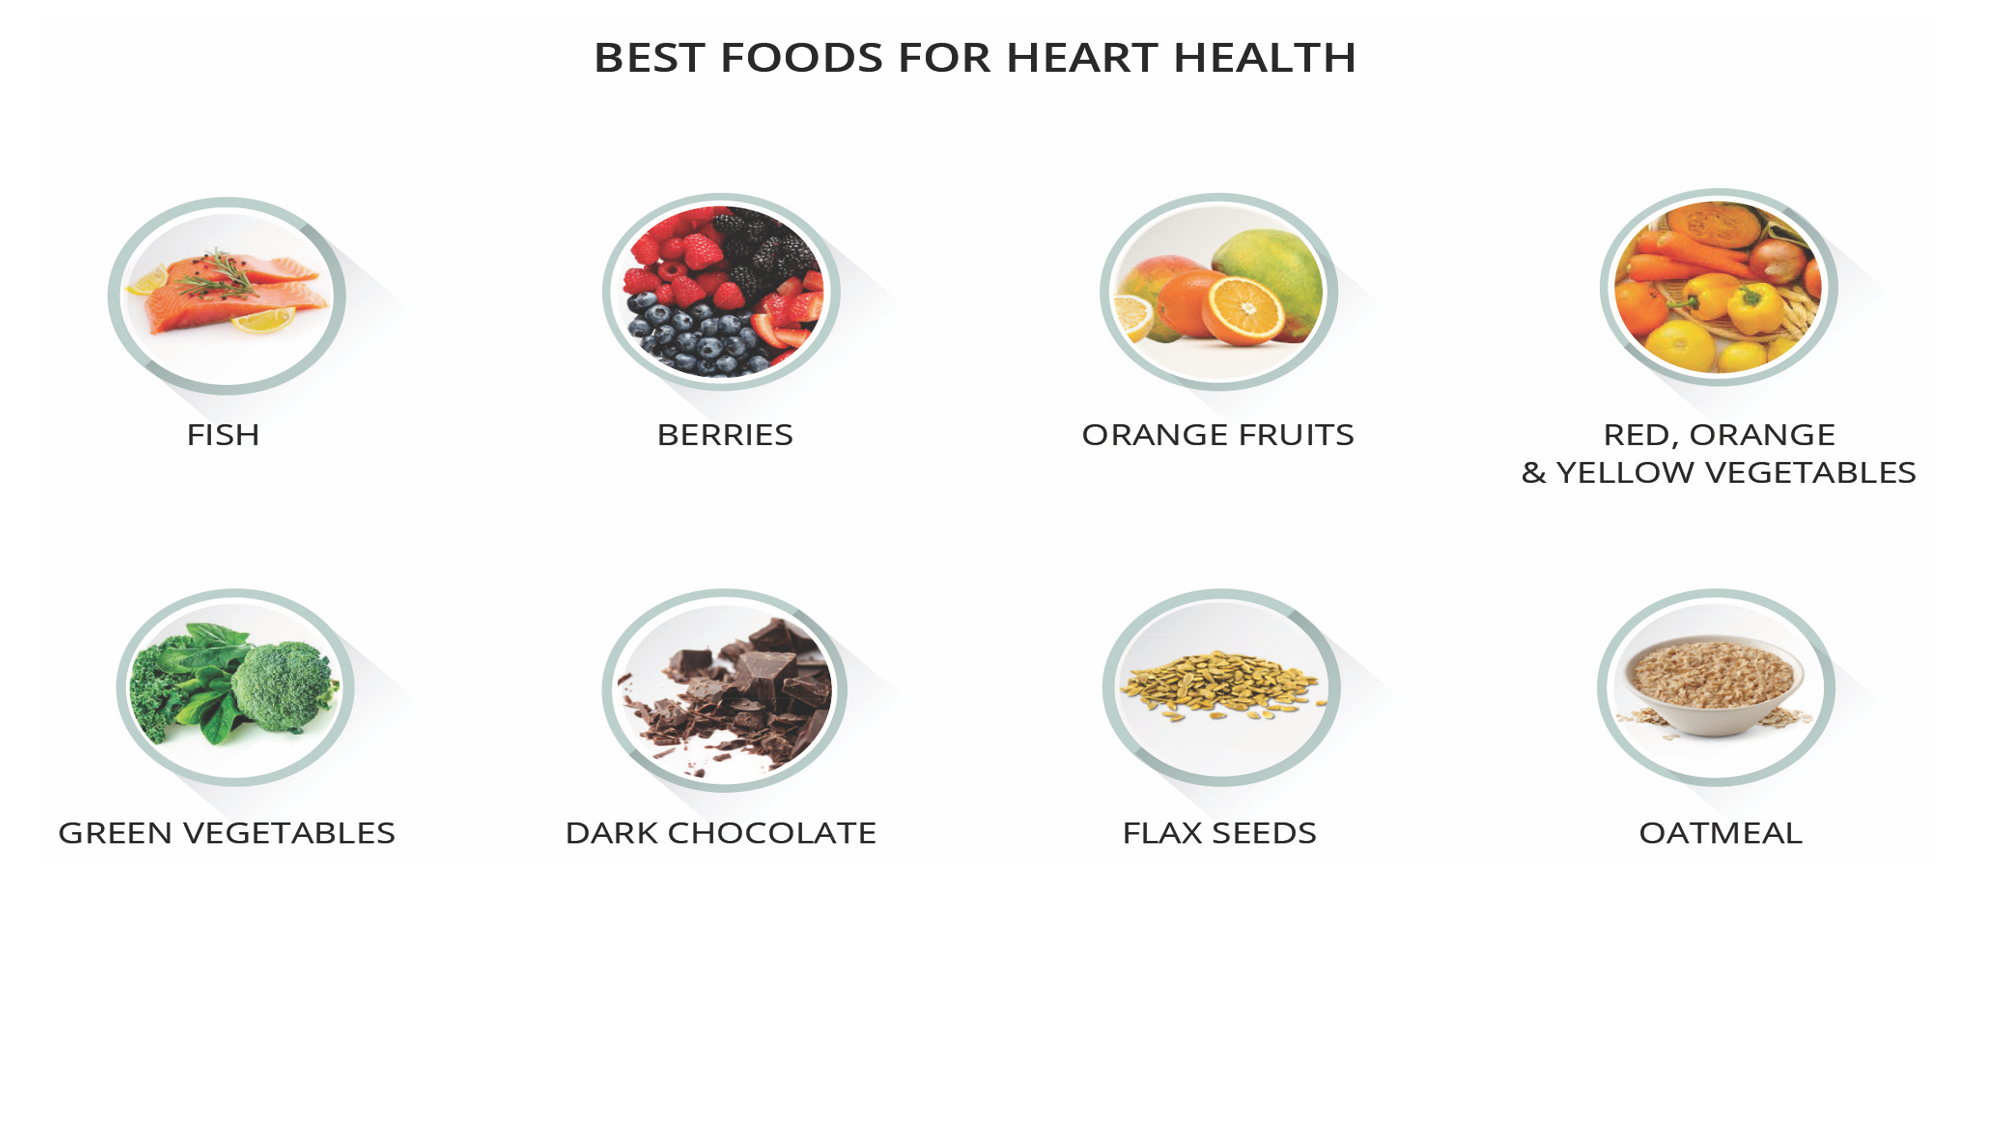 BEST FOODS FOR HEART HEALTH
FISH
BERRIES
ORANGE FRUITS
RED, ORANGE
& YELLOW VEGETABLES
GREEN VEGETABLES
DARK CHOCOLATE
FLAX SEEDS
OATMEAL